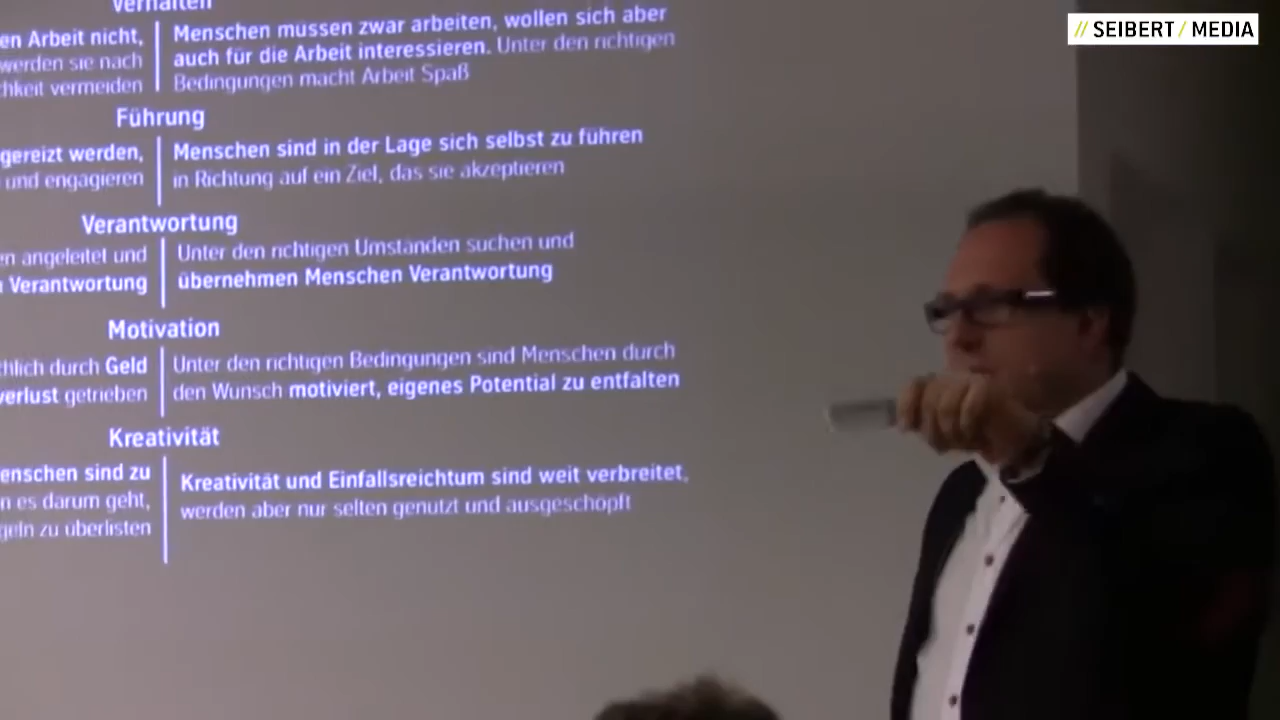 // SEIBERT / MEDIA
Verhalten
en Arbeit nicht,
werden sie nach
hkeit vermeiden
Menschen müssen zwar arbeiten, wollen sich aber
auch für die Arbeit interessieren. Unter den richtigen
Bedingungen macht Arbeit Spaß
Führung
gereizt werden,
und engagieren
Menschen sind in der Lage sich selbst zu führen
in Richtung auf ein Ziel, das sie akzeptieren
Verantwortung
en angeleitet und
Verantwortung
Unter den richtigen Umständen suchen und
übernehmen Menschen Verantwortung
Motivation
hlich durch Geld
verlust getrieben
Unter den richtigen Bedingungen sind Menschen durch
den Wunsch motiviert, eigenes Potential zu entfalten
Kreativität
enschen sind zu
n es darum geht,
geln zu überlisten
Kreativität und Einfallsreichtum sind weit verbreitet,
werden aber nur selten genutzt und ausgeschöpft